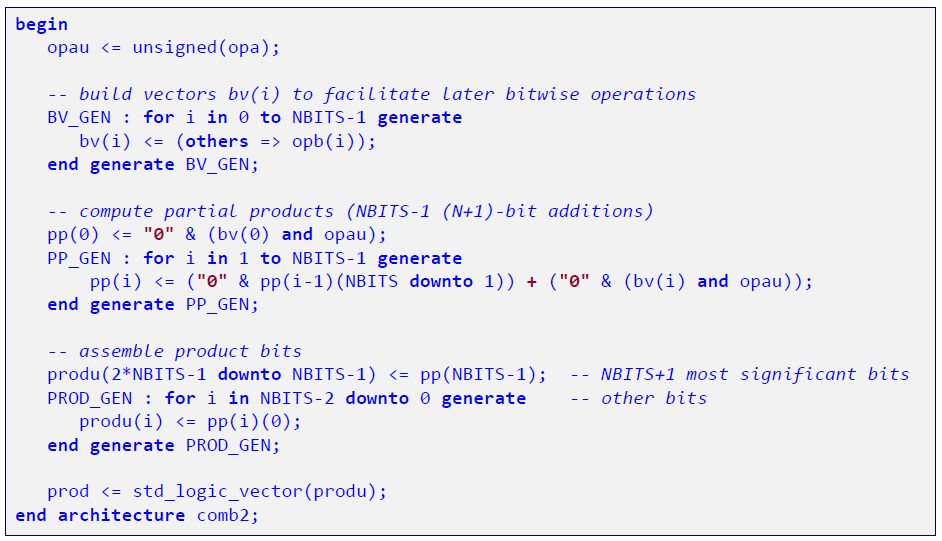 begin
   opau <= unsigned(opa);

   -- build vectors bv(i) to facilitate later bitwise operations
   BV_GEN : for i in 0 to NBITS-1 generate
      bv(i) <= (others => opb(i));
   end generate BV_GEN;

   -- compute partial products (NBITS-1 (N+1)-bit additions)
   pp(0) <= "0" & (bv(0) and opau);
   PP_GEN : for i in 1 to NBITS-1 generate
       pp(i) <= ("0" & pp(i-1)(NBITS downto 1)) + ("0" & (bv(i) and opau));
   end generate PP_GEN;

   -- assemble product bits
   produ(2*NBITS-1 downto NBITS-1) <= pp(NBITS-1);  -- NBITS+1 most significant bits
   PROD_GEN : for i in NBITS-2 downto 0 generate    -- other bits
      produ(i) <= pp(i)(0);
   end generate PROD_GEN;

   prod <= std_logic_vector(produ);
end architecture comb2;